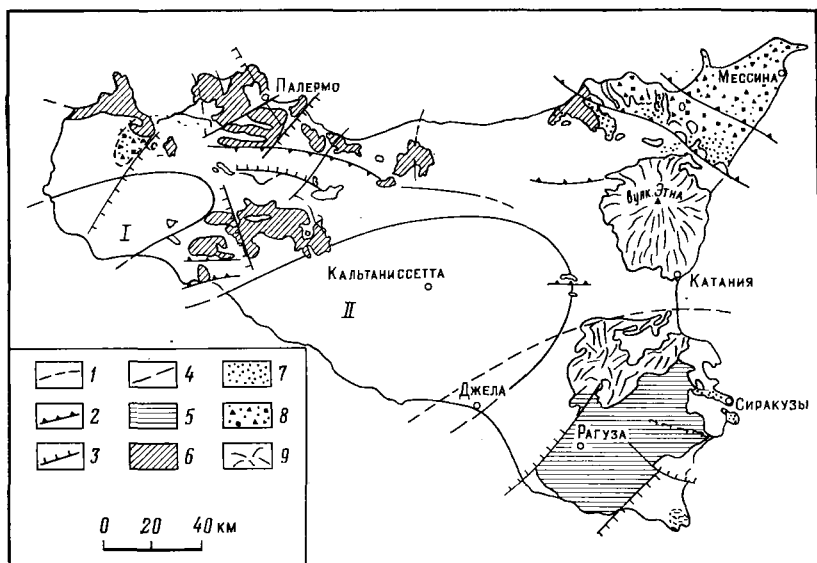 ПАЛЕРМО
МЕССИНА
вулк. ЭТНА
I
КАЛЬТАНИССЕТТА
КАТАНИЯ
II
ДЖЕЛА
СИРАКУЗЫ
РАГУЗА
1 4 7
2 5 8
3 6 9
0 20 40 км